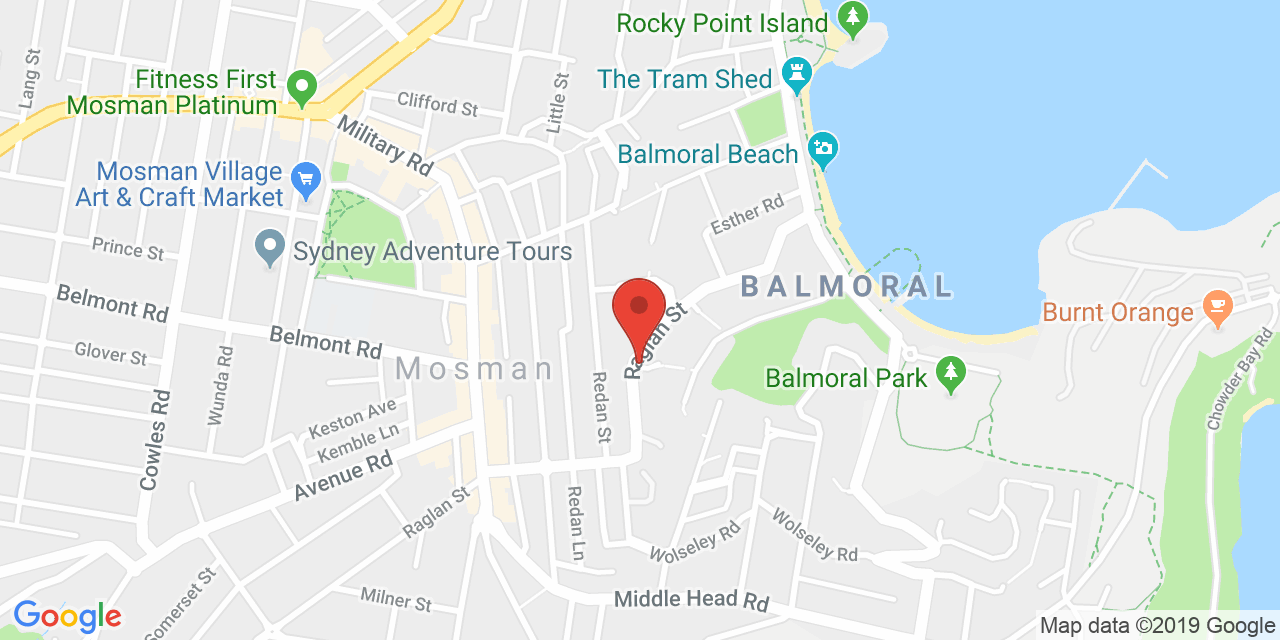 Rocky Point Island
Lang St
Fitness First
Mosman Platinum
The Tram Shed
Clifford St
Little St
Military Rd
Balmoral Beach
Mosman Village
Art & Craft Market
Esther Rd
Prince St
Sydney Adventure Tours
Belmont Rd
BALMORAL
Burnt Orange
Raglan St
Belmont Rd
Glover St
Wunda Rd
Mosman
Balmoral Park
Chowder Bay Rd
Cowles Rd
Keston Ave
Redan St
Kemble Ln
Avenue Rd
Raglan St
Redan Ln
Wolseley Rd
Wolseley Rd
Somerset St
Milner St
Middle Head Rd
Google
Map data ©2019 Google